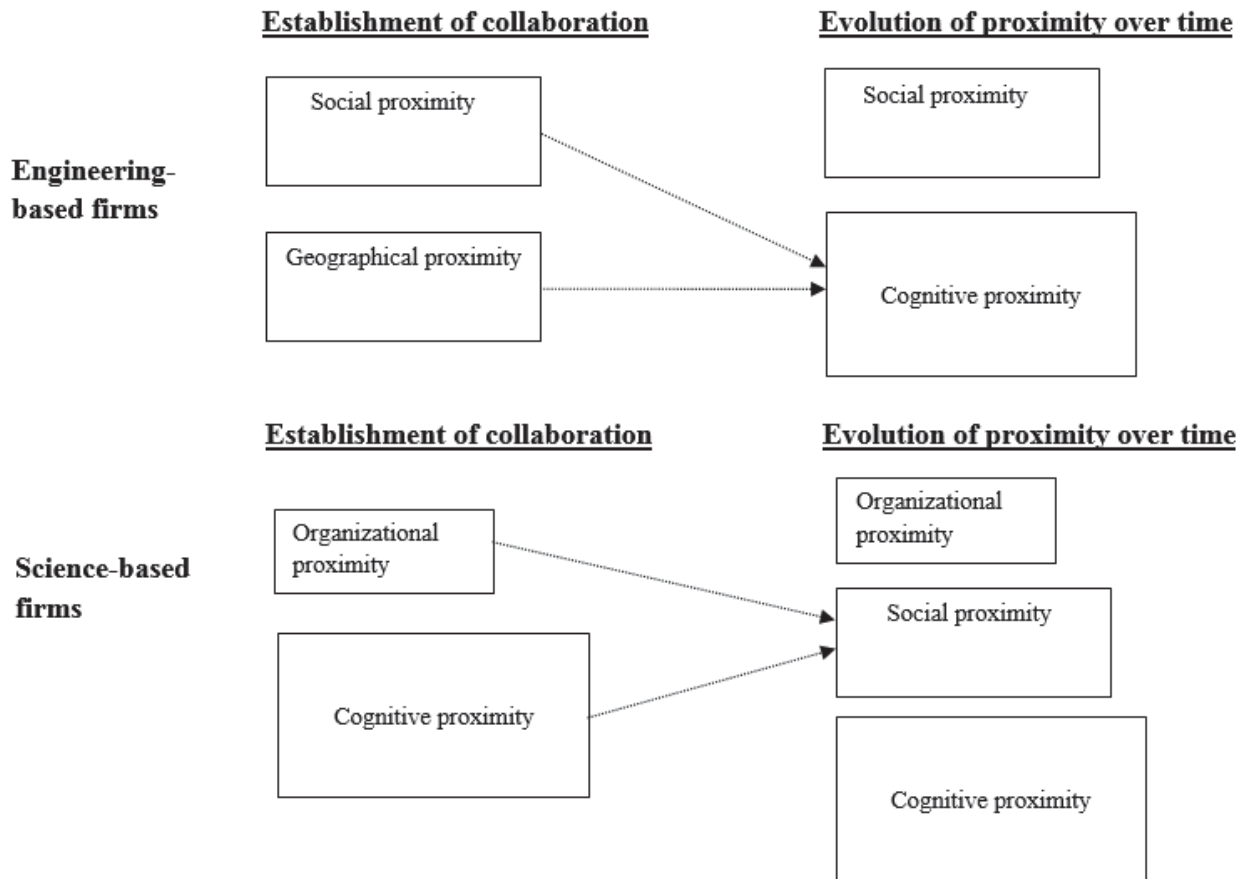 Establishment of collaboration
Evolution of proximity over time
Social proximity
Social proximity
Engineering-
based firms
Geographical proximity
Cognitive proximity
Establishment of collaboration
Evolution of proximity over time
Organizational
proximity
Organizational
proximity
Science-based
firms
Social proximity
Cognitive proximity
Cognitive proximity